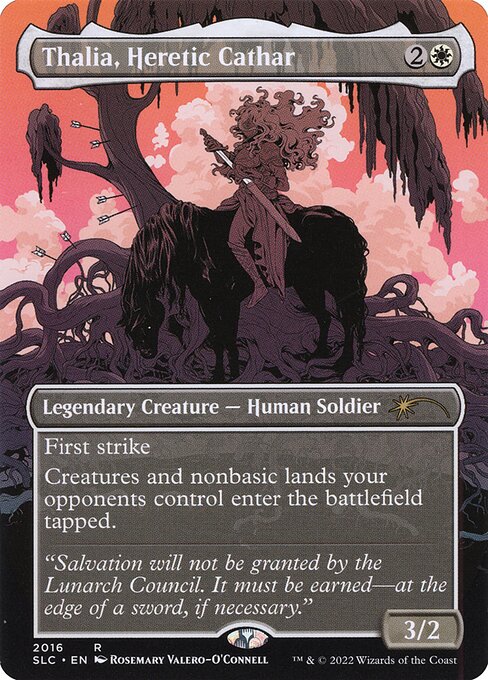 Thalia, Heretic Cathar 2
Legendary Creature — Human Soldier
First strike
Creatures and nonbasic lands your
opponents control enter the battlefield
tapped.
“Salvation will not be granted by the
Lunarch Council. It must be earned—at the
edge of a sword, if necessary.”
3/2
2016 R
SLC • EN Rosemary Valero-O'Connell ™ & © 2022 Wizards of the Coast